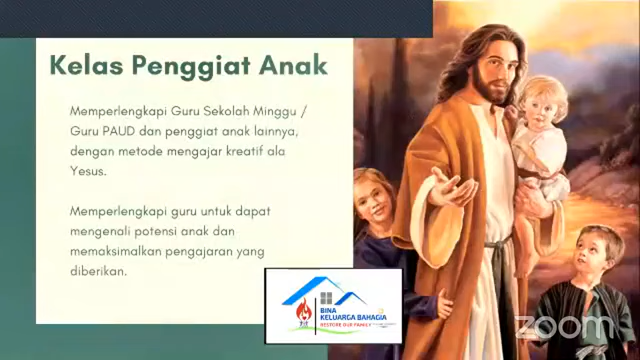 Kelas Penggiat Anak
Memperlengkapi Guru Sekolah Minggu /
Guru PAUD dan penggiat anak lainnya,
dengan metode mengajar kreatif ala
Yesus.
Memperlengkapi guru untuk dapat
mengenali potensi anak dan
memaksimalkan pengajaran yang
diberikan.
BINA
KELUARGA BAHAGIA
RESTORE OUR FAMILY
zoom